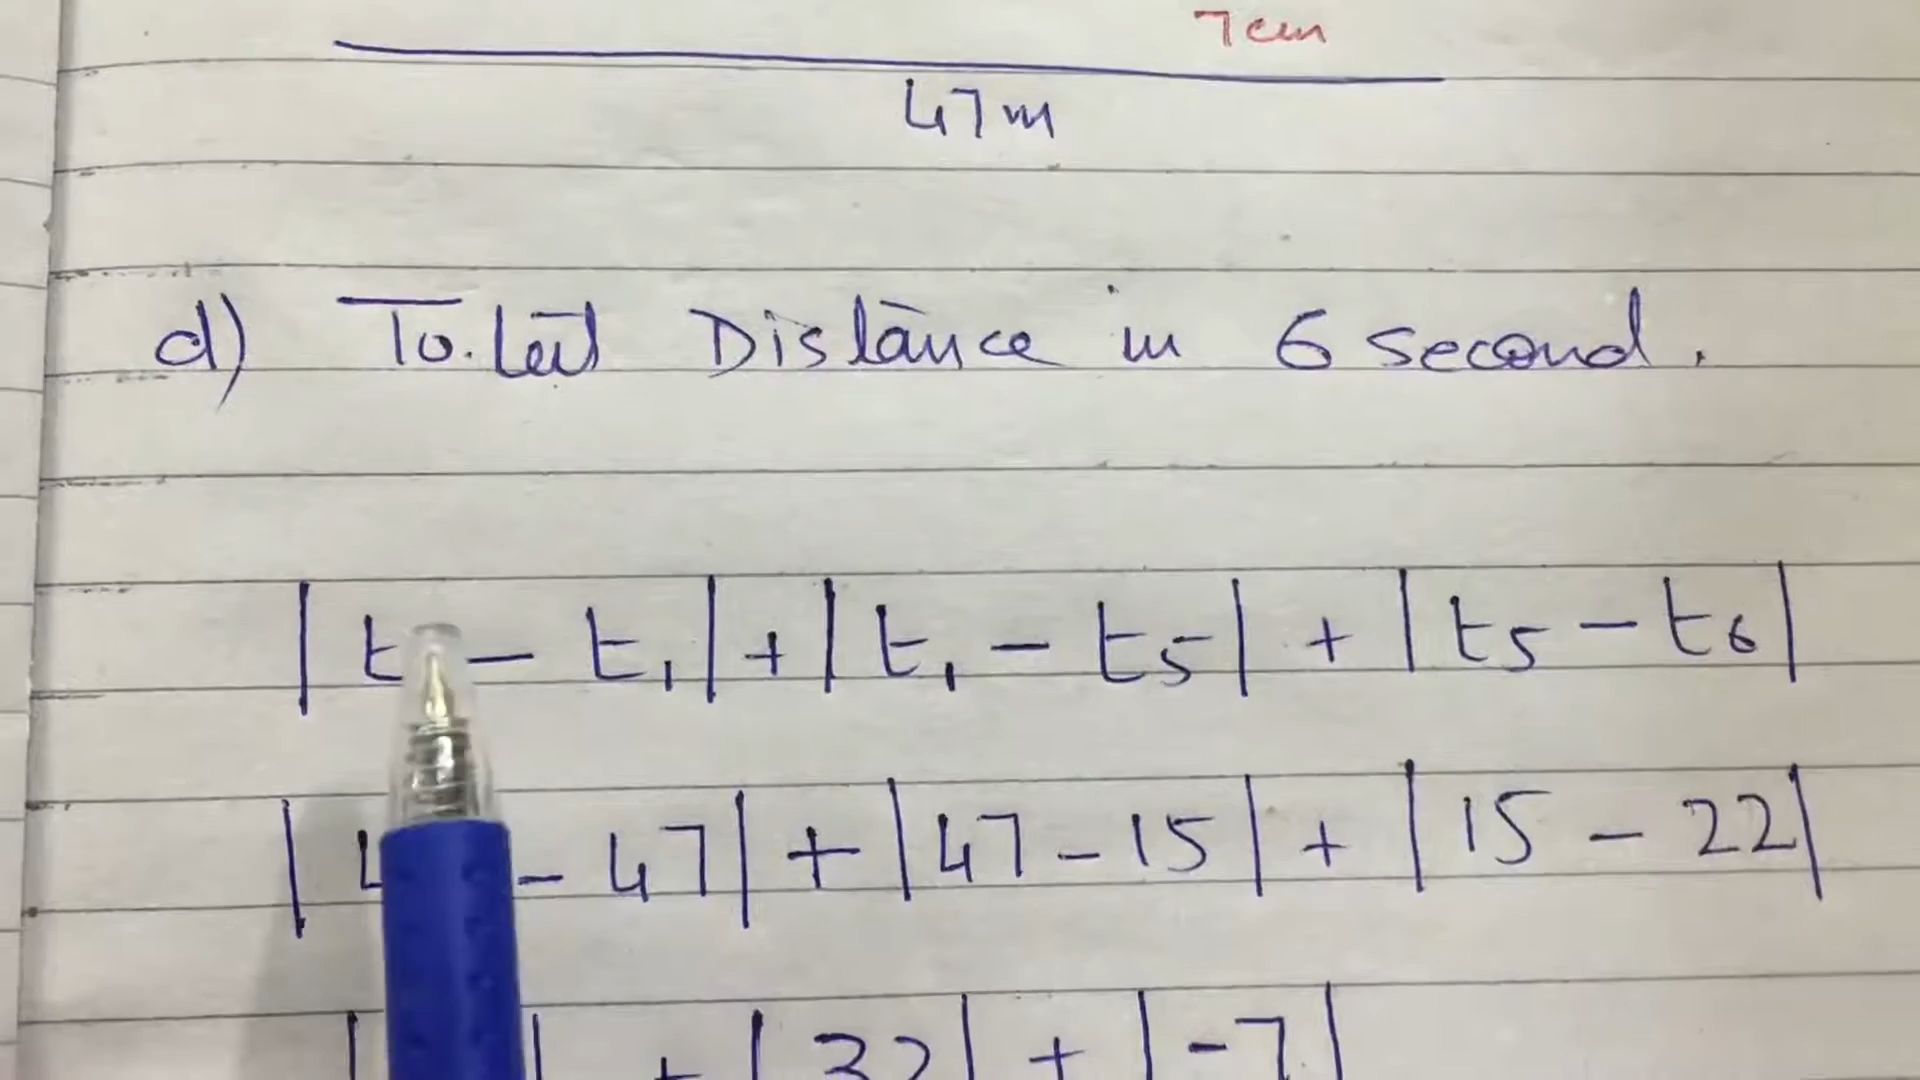 7cm
47m
d) Total Distance in 6 second.
|t - t₁| + |t₁ - t₅| + |t₅ - t₆|
|4 - 47| + |47 - 15| + |15 - 22|
| | + |32| + |-7|